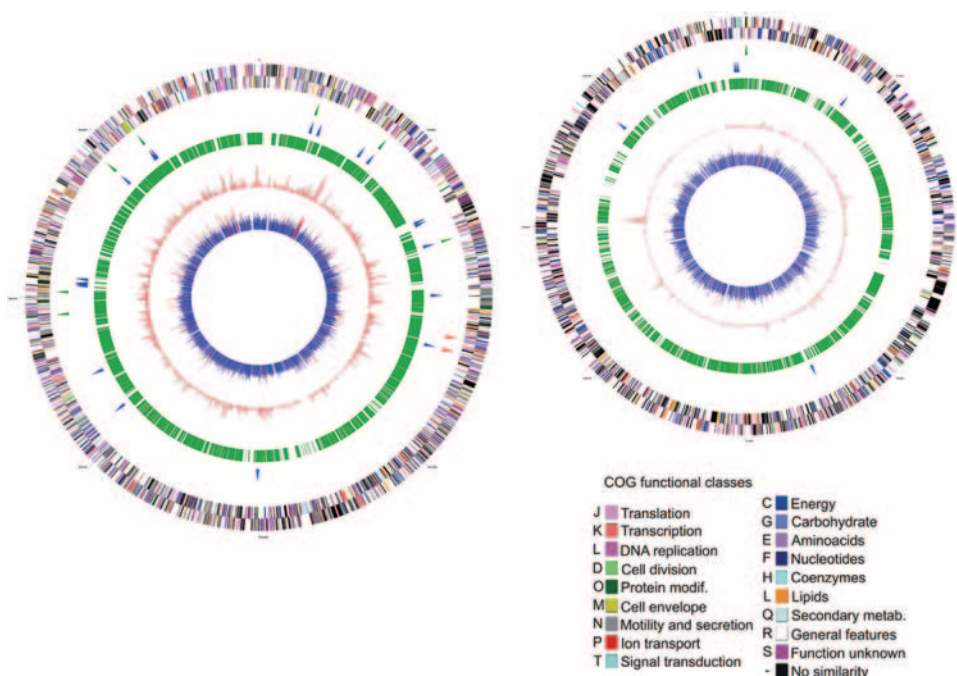 COG functional classes
J Translation
K Transcription
L DNA replication
D Cell division
O Protein modif.
M Cell envelope
N Motility and secretion
P Ion transport
T Signal transduction
C Energy
G Carbohydrate
E Aminoacids
F Nucleotides
H Coenzymes
L Lipids
Q Secondary metab.
R General features
S Function unknown
- No similarity